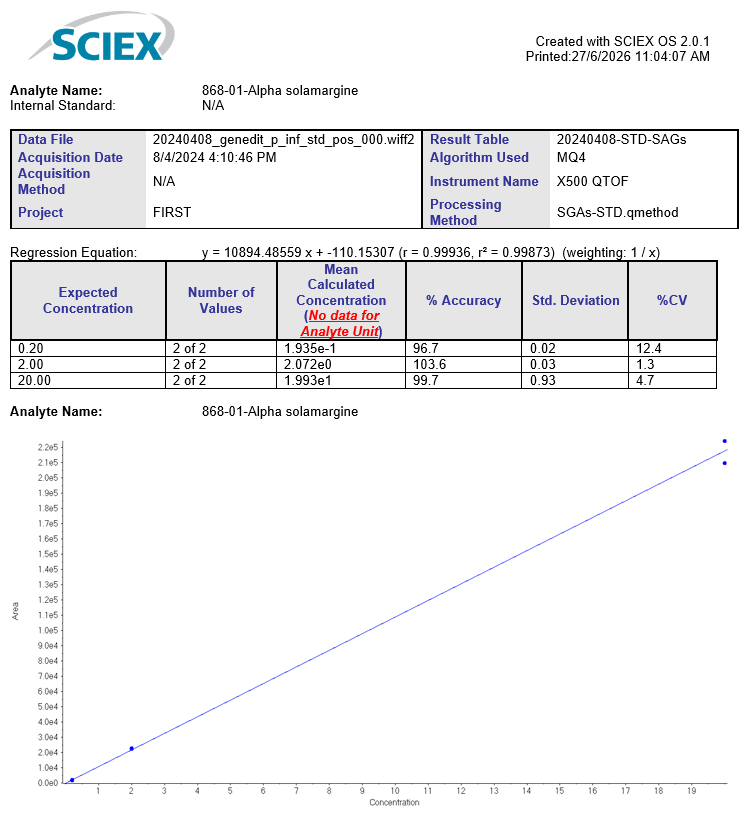 SCIEX
Created with SCIEX OS 2.0.1
Printed:27/6/2026 11:04:07 AM
Analyte Name: 868-01-Alpha solamargine
Internal Standard: N/A
Data File 20240408_genedit_p_inf_std_pos_000.wiff2 Result Table 20240408-STD-SAGs
Acquisition Date 8/4/2024 4:10:46 PM Algorithm Used MQ4
Acquisition
Method N/A Instrument Name X500 QTOF
Project FIRST Processing
Method SGAs-STD.qmethod
Regression Equation: y = 10894.48559 x + -110.15307 (r = 0.99936, r² = 0.99873) (weighting: 1 / x)
Expected
Concentration Number of
Values Mean
Calculated
Concentration
(No data for
Analyte Unit) % Accuracy Std. Deviation %CV
0.20 2 of 2 1.935e-1 96.7 0.02 12.4
2.00 2 of 2 2.072e0 103.6 0.03 1.3
20.00 2 of 2 1.993e1 99.7 0.93 4.7
Analyte Name: 868-01-Alpha solamargine
2.2e5
2.1e5
2.0e5
1.9e5
1.8e5
1.7e5
1.6e5
1.5e5
1.4e5
1.3e5
1.2e5
1.1e5
1.0e5
9.0e4
8.0e4
7.0e4
6.0e4
5.0e4
4.0e4
3.0e4
2.0e4
1.0e4
0.0e0
Area
1 2 3 4 5 6 7 8 9 10 11 12 13 14 15 16 17 18 19
Concentration